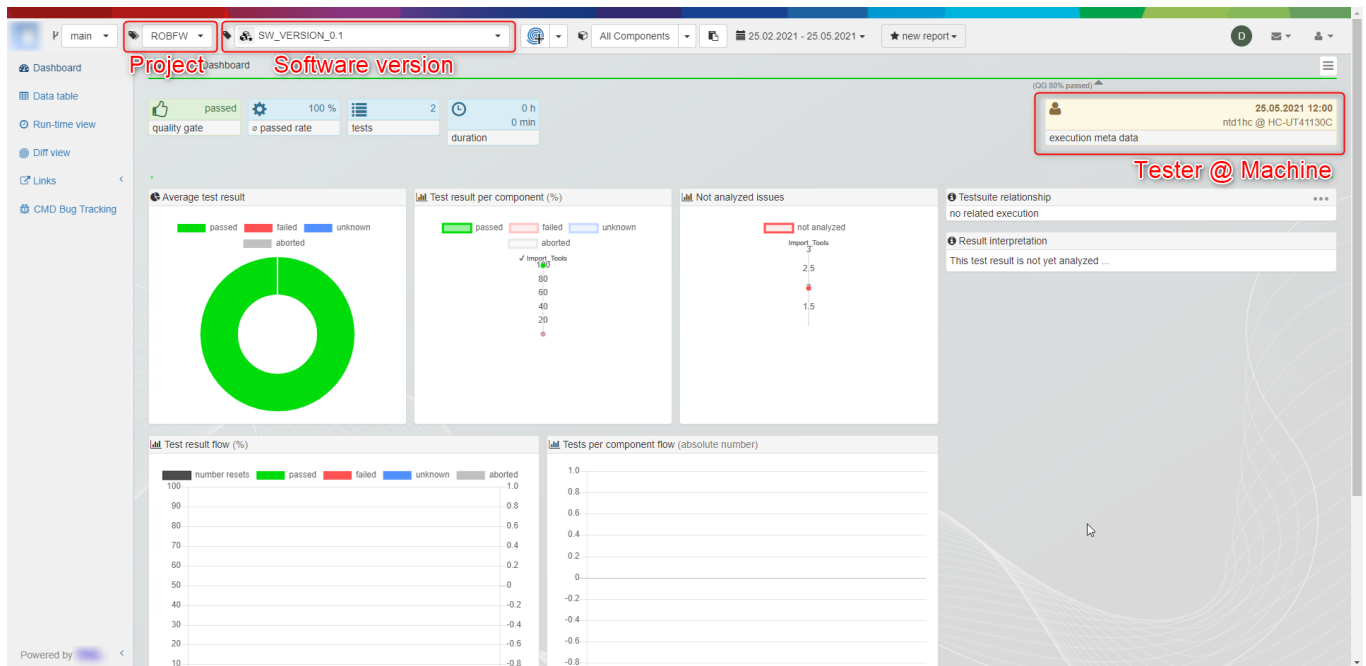 main
ROBFW
SW_VERSION_0.1
All Components
25.02.2021 - 25.05.2021
new report
D
Project
Software version
Dashboard
Data table
Run-time view
Diff view
Links
CMD Bug Tracking
Powered by
Dashboard
(QG 80% passed)
passed
quality gate
100 %
ø passed rate
2
tests
0 h
0 min
duration
25.05.2021 12:00
ntd1hc @ HC-UT41130C
execution meta data
Tester @ Machine
Average test result
passed failed unknown
aborted
Test result per component (%)
passed failed unknown
aborted
✓ Import_Tools
100
80
60
40
20
Not analyzed issues
not analyzed
Import_Tools
3
2.5
1.5
Testsuite relationship
no related execution
Result interpretation
This test result is not yet analyzed ...
Test result flow (%)
number resets passed failed unknown aborted
100 1.0
90 0.8
80 0.6
70 0.4
60 0.2
50 0
40 -0.2
30 -0.4
20 -0.6
10 -0.8
Tests per component flow (absolute number)
1.0
0.8
0.6
0.4
0.2
0
-0.2
-0.4
-0.6
-0.8